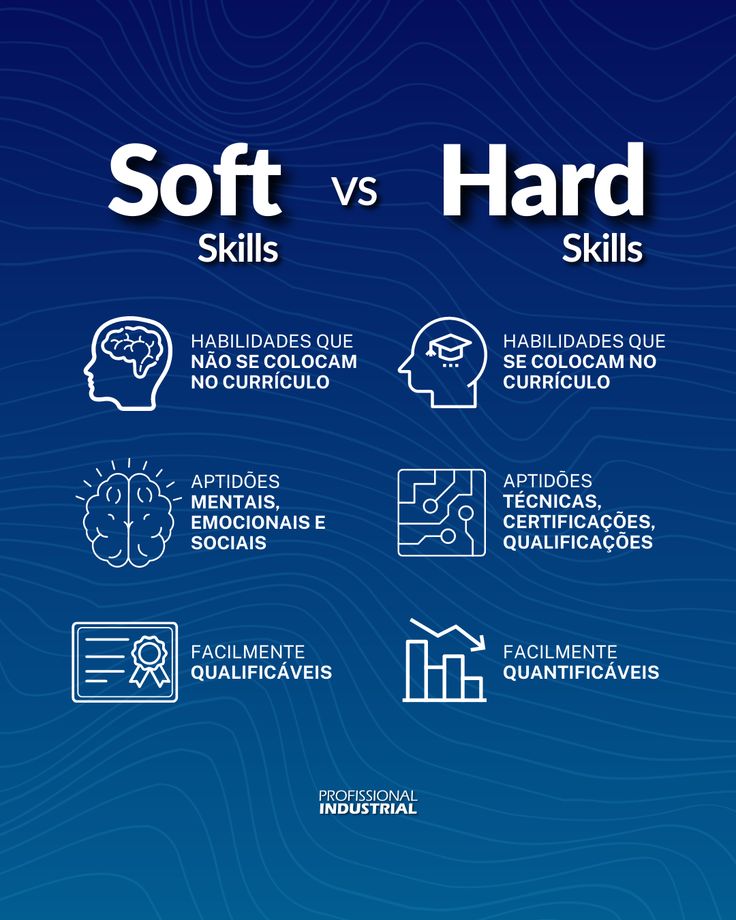 Soft vs Hard
Skills
Skills
HABILIDADES QUE
NÃO SE COLOCAM
NO CURRÍCULO
HABILIDADES QUE
SE COLOCAM NO
CURRÍCULO
APTIDÕES
MENTAIS,
EMOCIONAIS E
SOCIAIS
APTIDÕES
TÉCNICAS,
CERTIFICAÇÕES,
QUALIFICAÇÕES
FACILMENTE
QUALIFICÁVEIS
FACILMENTE
QUANTIFICÁVEIS
PROFISSIONAL
INDUSTRIAL